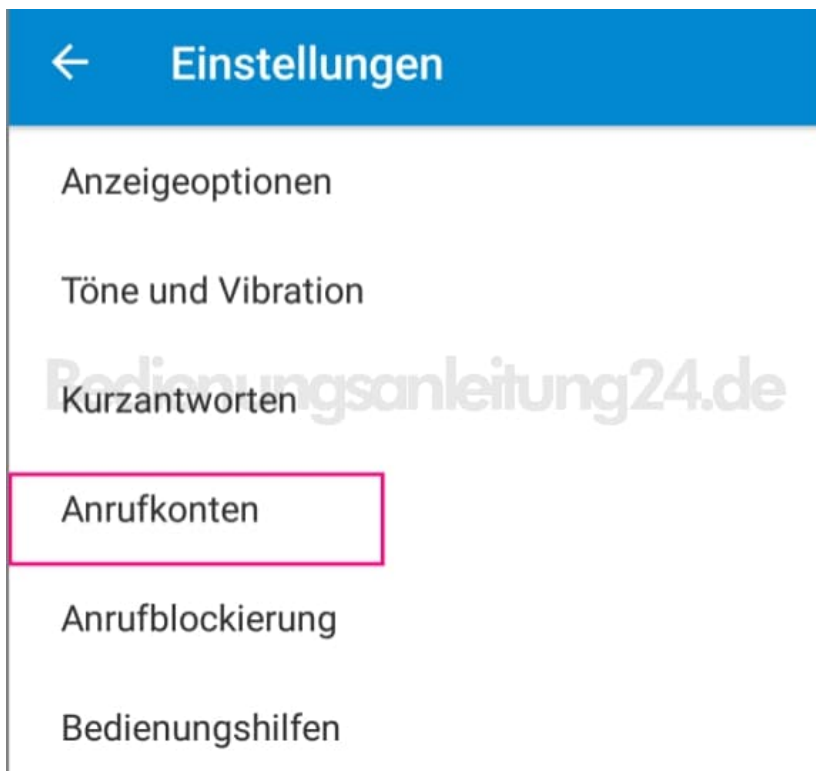 Einstellungen
Anzeigeoptionen
Töne und Vibration
Bedienungsanleitung24.de
Kurzantworten
Anrufkonten
Anrufblockierung
Bedienungshilfen